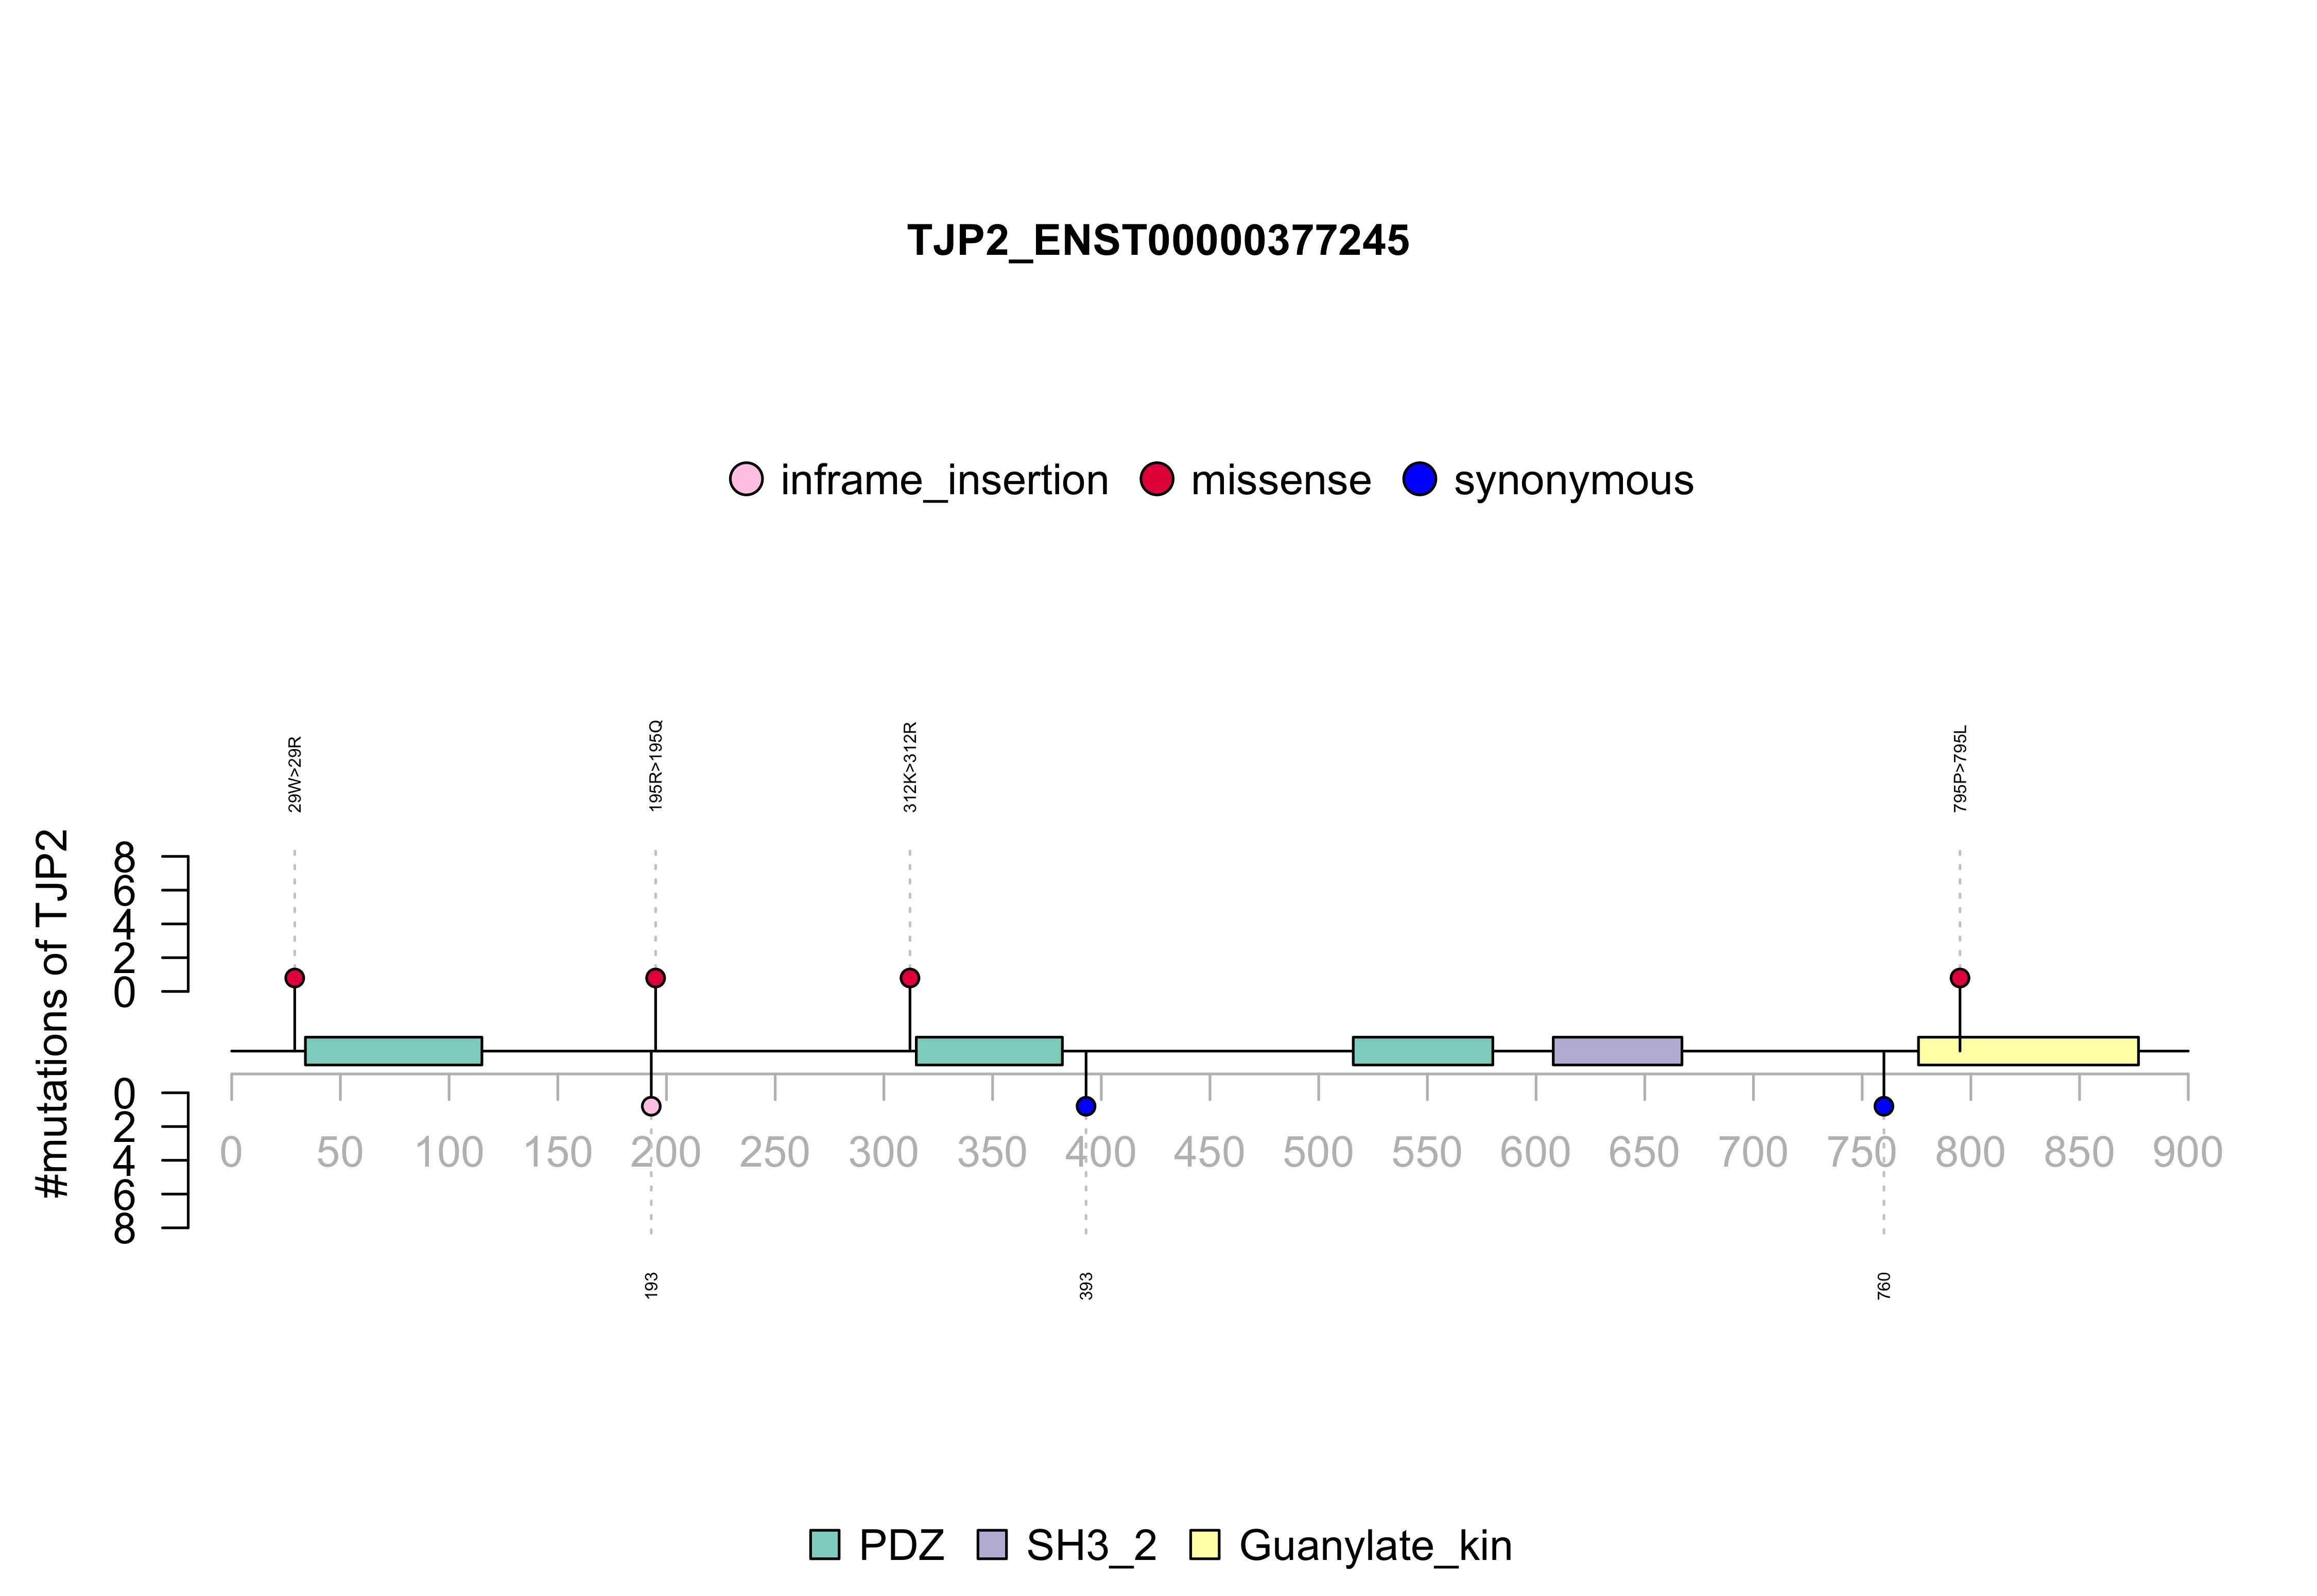 TJP2_ENST00000377245
inframe_insertion missense synonymous
29W>29R 195R>195Q 312K>312R 795P>795L
#mutations of TJP2
8
6
4
2
0
0
2
4
6
8
0 50 100 150 200 250 300 350 400 450 500 550 600 650 700 750 800 850 900
193 393 760
PDZ SH3_2 Guanylate_kin